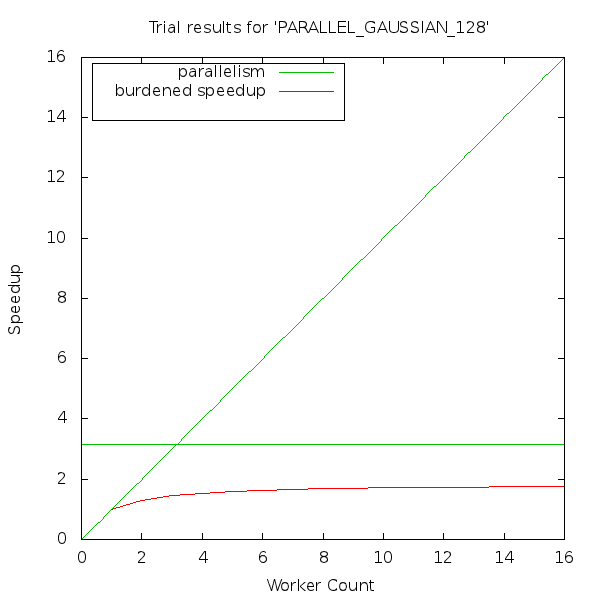 Trial results for 'PARALLEL_GAUSSIAN_128'
16
parallelism
burdened speedup
14
12
10
8
6
4
2
0
Speedup
0 2 4 6 8 10 12 14 16
Worker Count